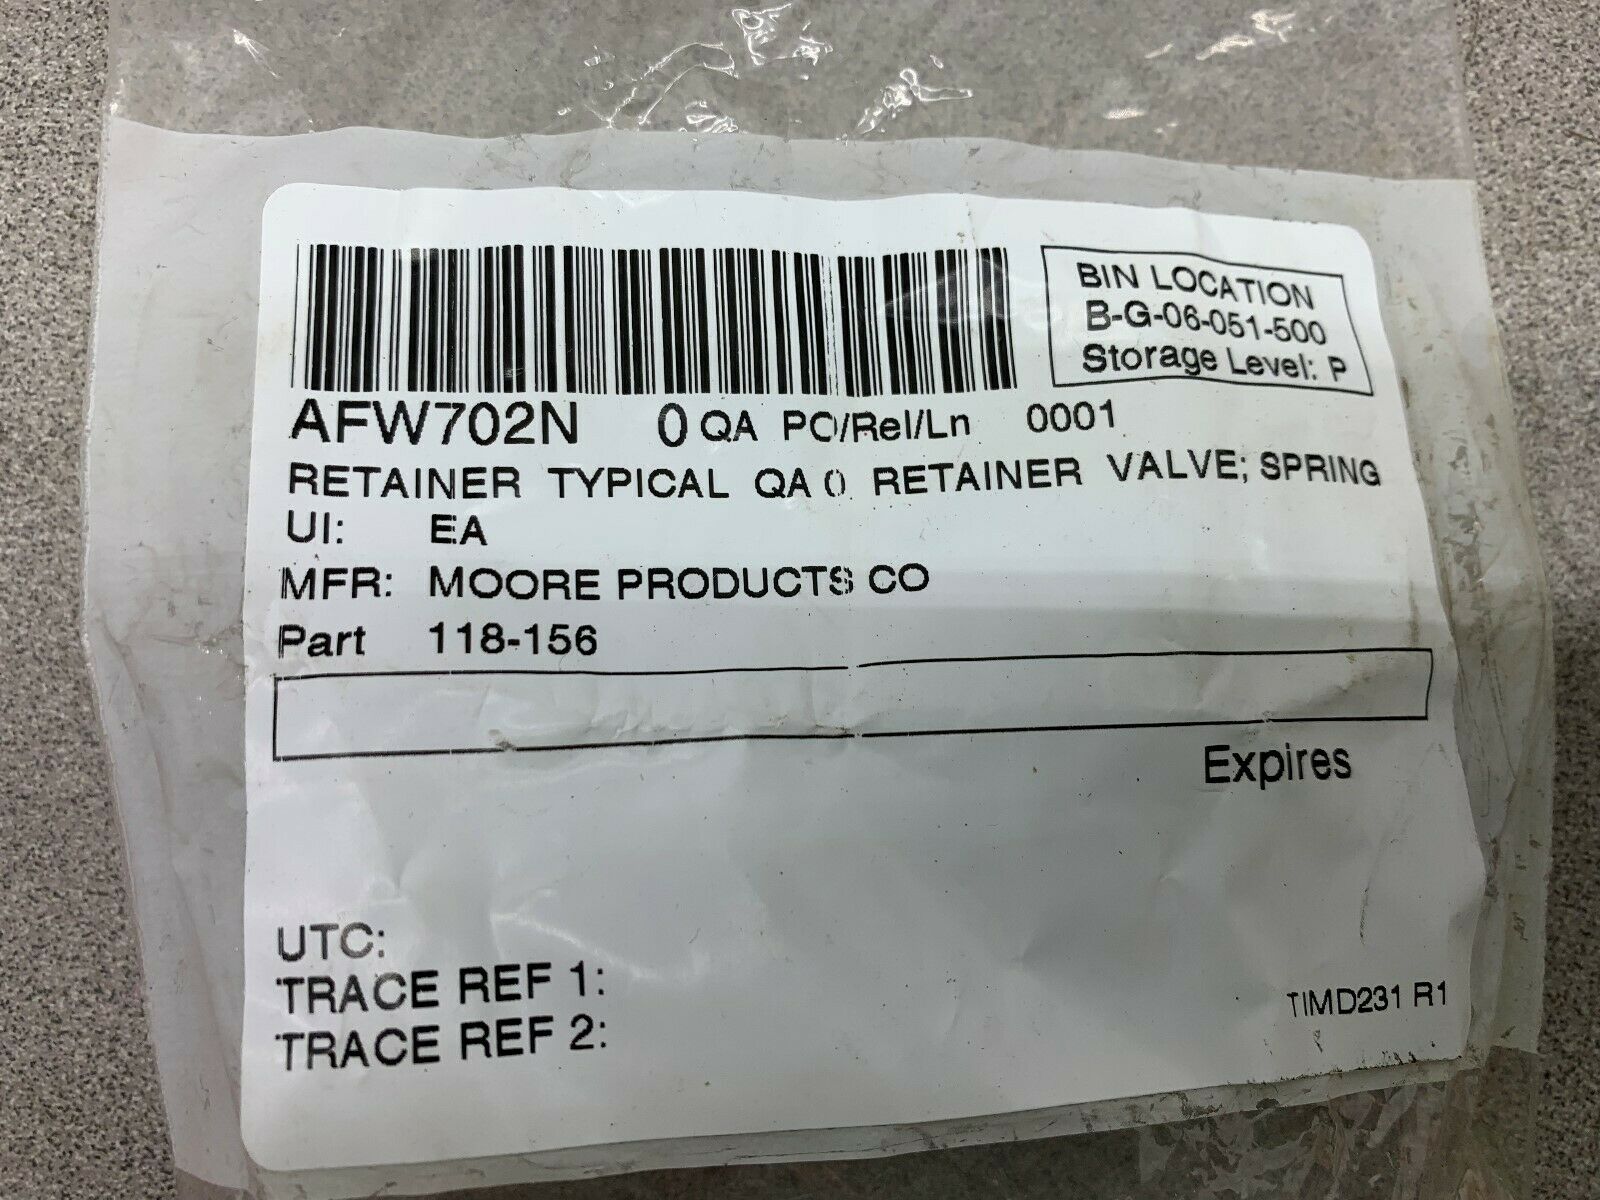 BIN LOCATION
B-G-06-051-500
Storage Level: P
AFW702N 0 QA PO/Rel/Ln 0001
RETAINER TYPICAL QA 0 RETAINER VALVE; SPRING
UI: EA
MFR: MOORE PRODUCTS CO
Part 118-156
Expires
UTC:
TRACE REF 1:
TRACE REF 2:
TIMD231 R1